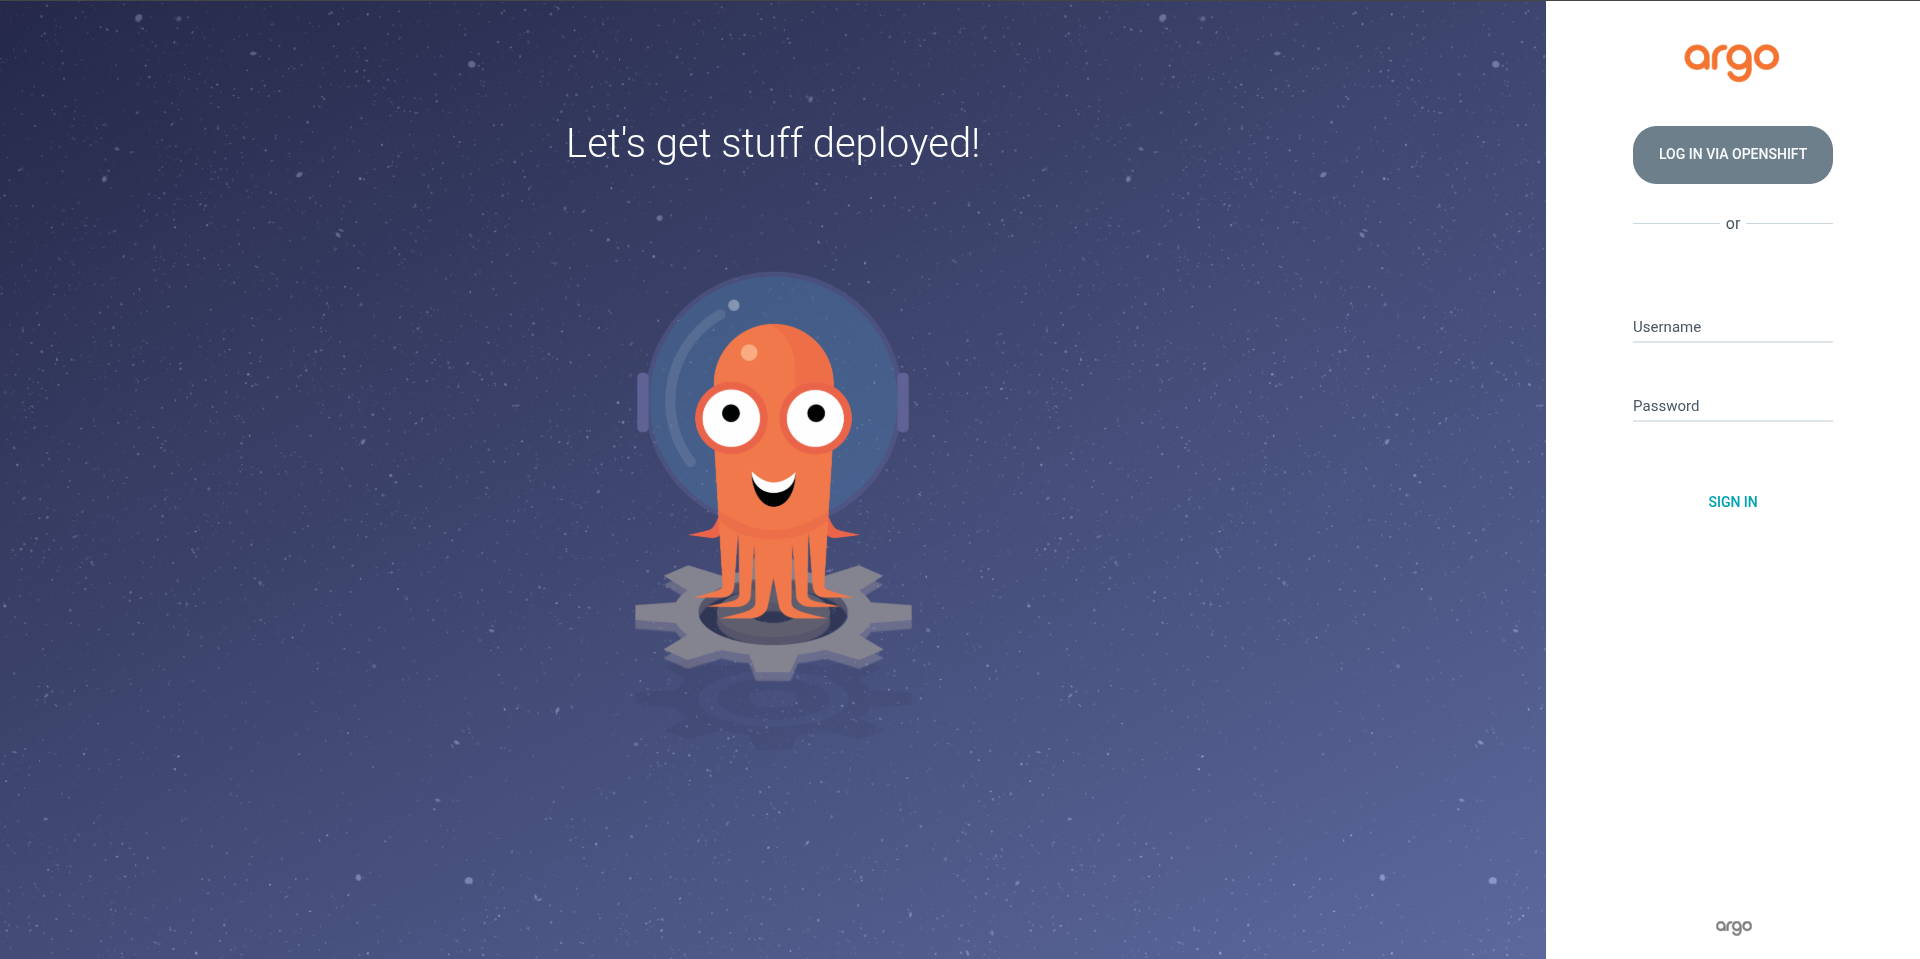 Let's get stuff deployed!
argo
LOG IN VIA OPENSHIFT
or
Username
Password
SIGN IN
argo